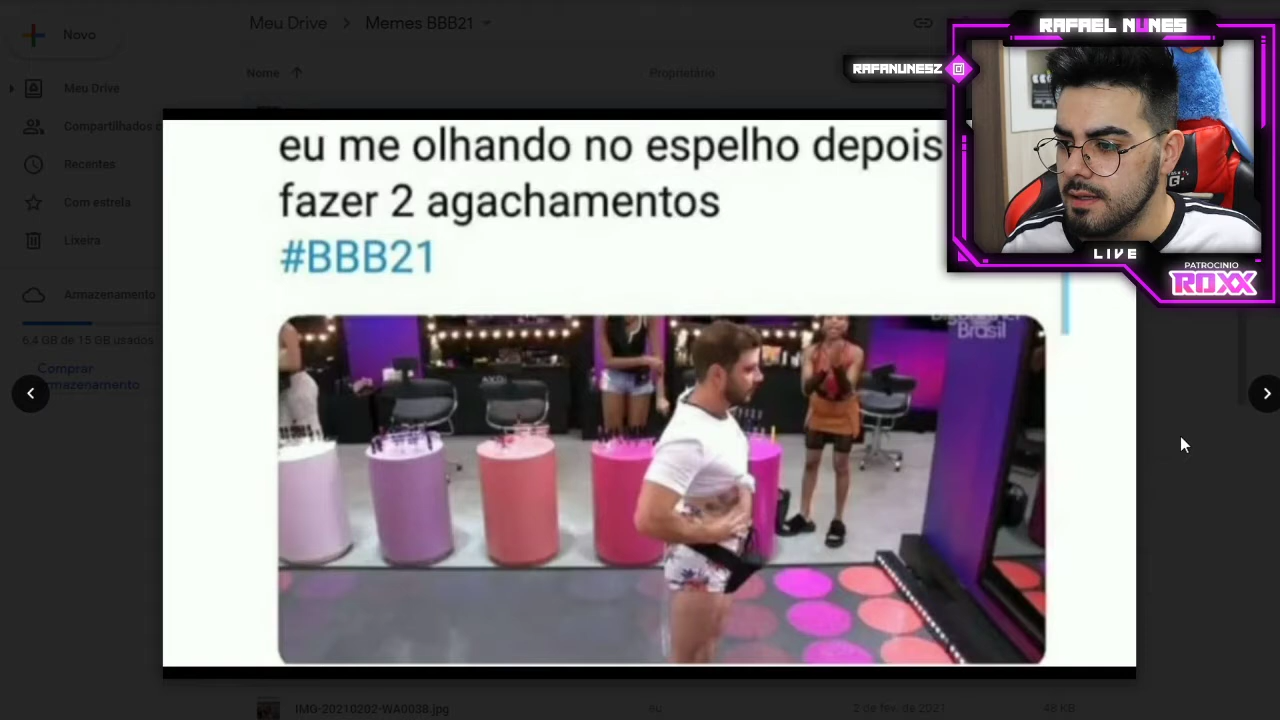 Novo
Meu Drive > Memes BBB21
RAFAEL NUNES
RAFANUNESZ
Nome
Proprietário
Meu Drive
Compartilhados c
Recentes
Com estrela
Lixeira
Armazenamento
6,4 GB de 15 GB usados
Comprar
armazenamento
eu me olhando no espelho depois
fazer 2 agachamentos
#BBB21
Brasil
LIVE
PATROCINIO
ROXX
IMG-20210202-WA0038.jpg
eu
2 de fev. de 2021
48 KB